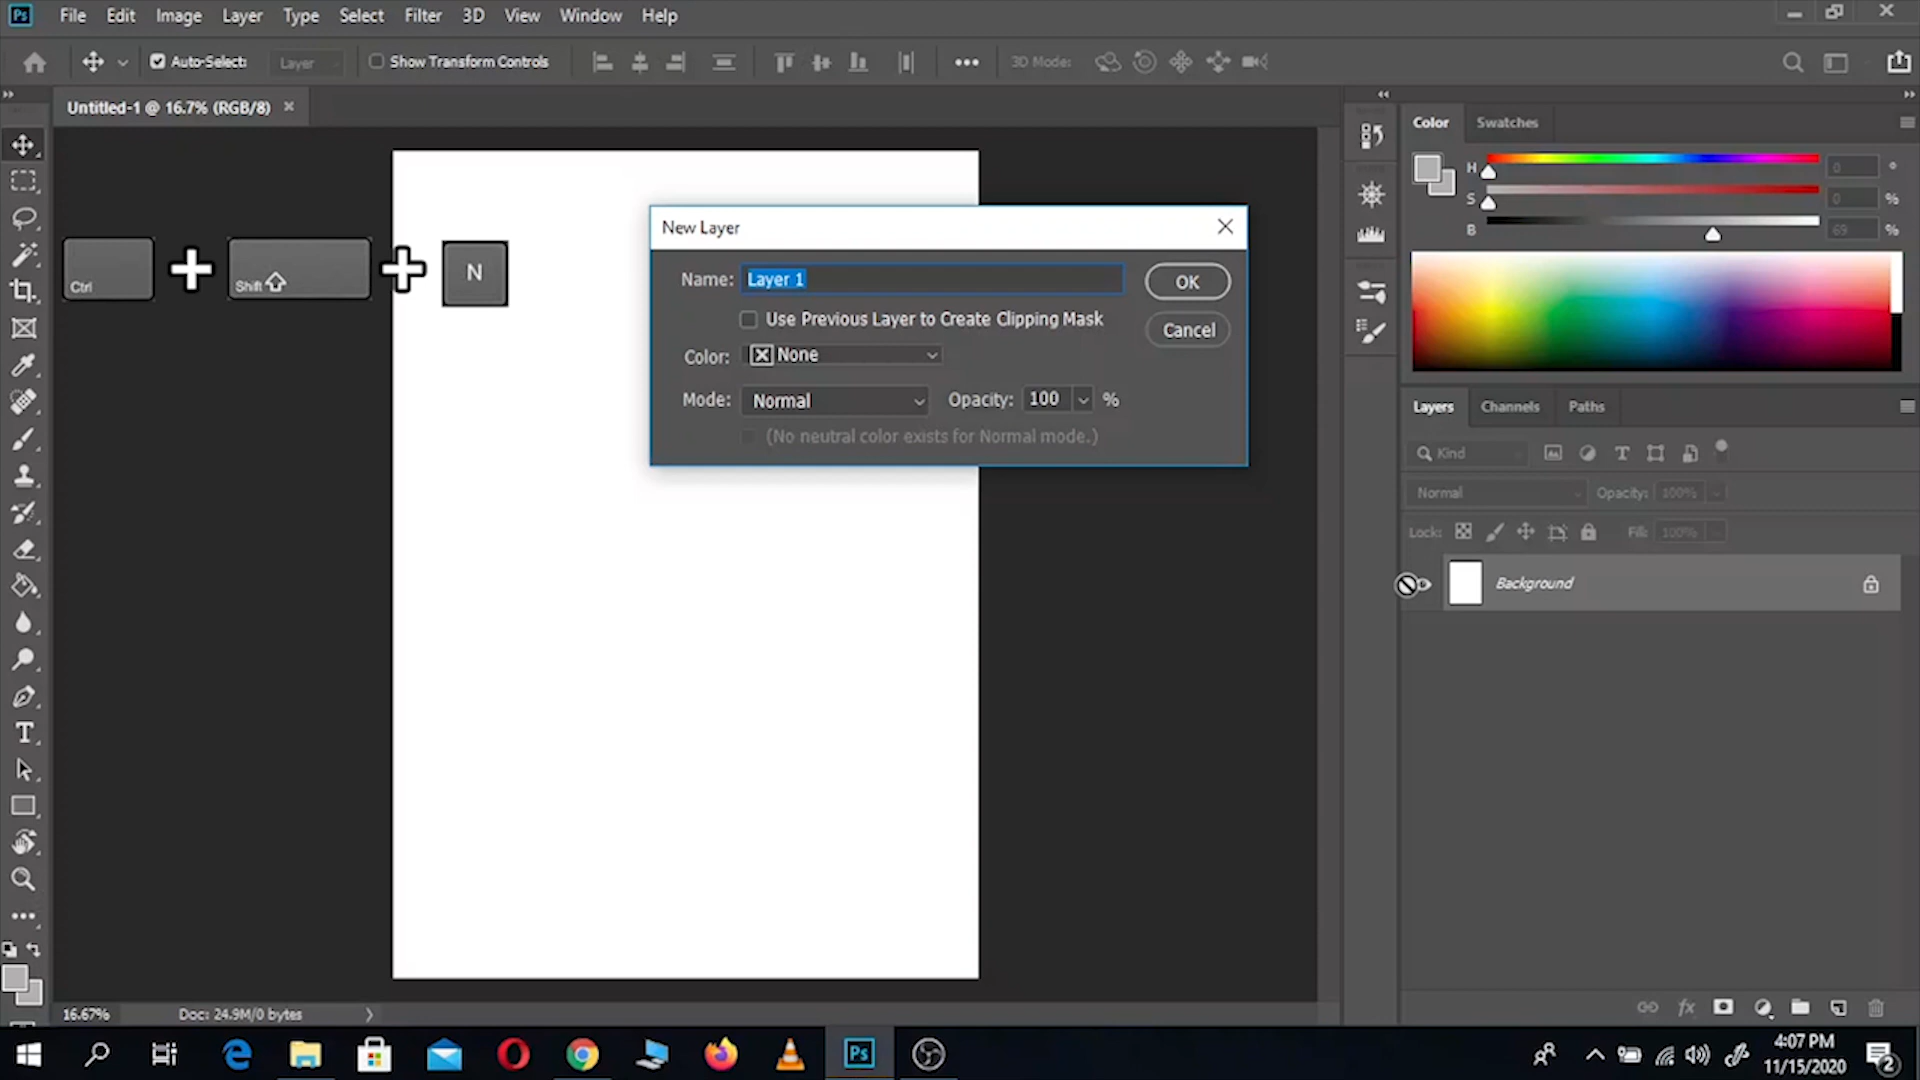 Ps File Edit Image Layer Type Select Filter 3D View Window Help
Auto-Select: Layer Show Transform Controls 3D Mode:
Untitled-1 @ 16.7% (RGB/8)
Color Swatches
H 0 °
S 0 %
B 69 %
Ctrl + Shift + N
New Layer
Name: Layer 1 OK
Use Previous Layer to Create Clipping Mask Cancel
Color: None
Mode: Normal Opacity: 100 %
(No neutral color exists for Normal mode.)
Layers Channels Paths
Kind
Normal Opacity: 100%
Lock: Fill: 100%
Background
fx
16.67% Doc: 24.9M/0 bytes
Ps
4:07 PM
11/15/2020
2